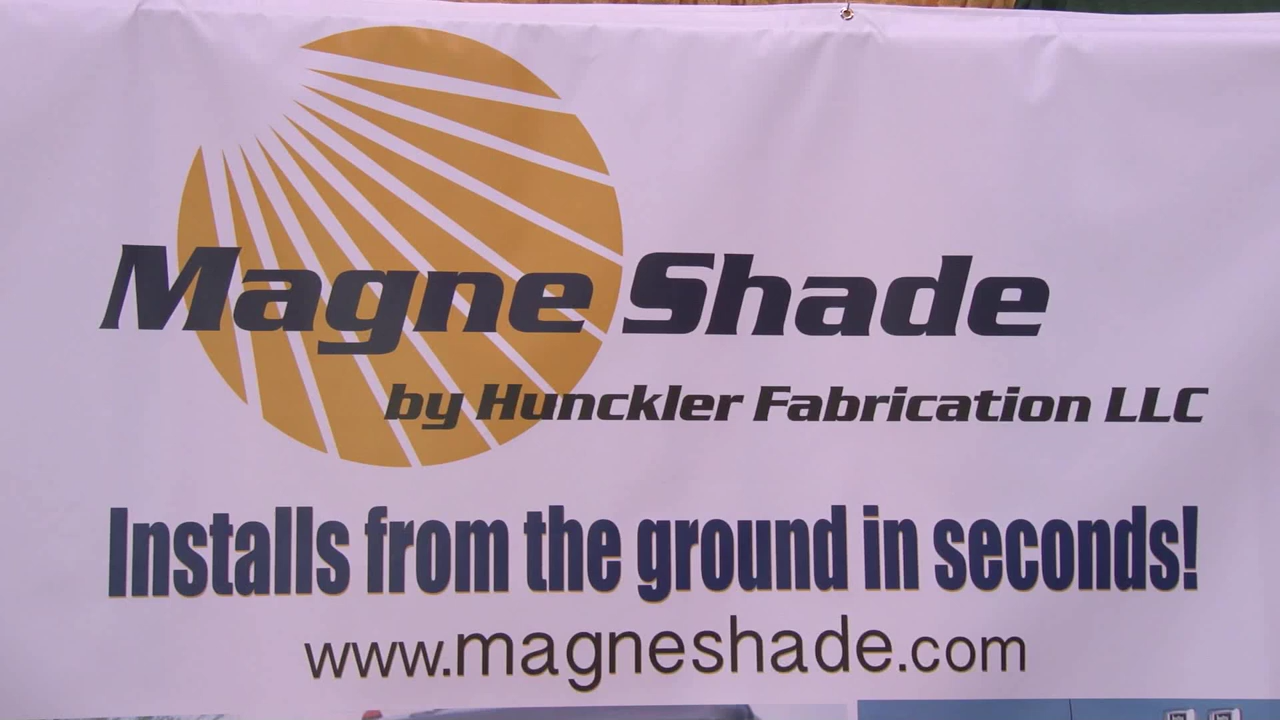 Magne Shade
by Hunckler Fabrication LLC
Installs from the ground in seconds!
www.magneshade.com